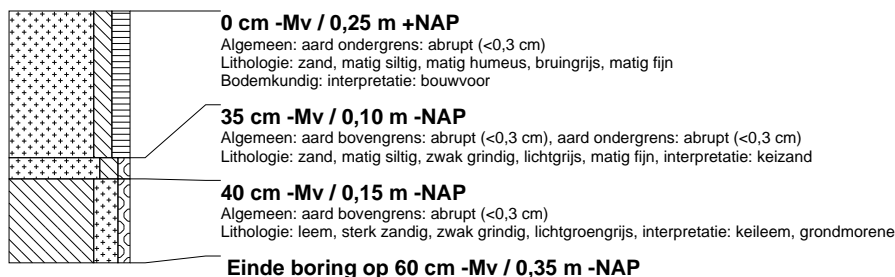 0 cm -Mv / 0,25 m +NAP
Algemeen: aard ondergrens: abrupt (<0,3 cm)
Lithologie: zand, matig siltig, matig humeus, bruingrijs, matig fijn
Bodemkundig: interpretatie: bouwvoor
35 cm -Mv / 0,10 m -NAP
Algemeen: aard bovengrens: abrupt (<0,3 cm), aard ondergrens: abrupt (<0,3 cm)
Lithologie: zand, matig siltig, zwak grindig, lichtgrijs, matig fijn, interpretatie: keizand
40 cm -Mv / 0,15 m -NAP
Algemeen: aard bovengrens: abrupt (<0,3 cm)
Lithologie: leem, sterk zandig, zwak grindig, lichtgroengrijs, interpretatie: keileem, grondmorene
Einde boring op 60 cm -Mv / 0,35 m -NAP